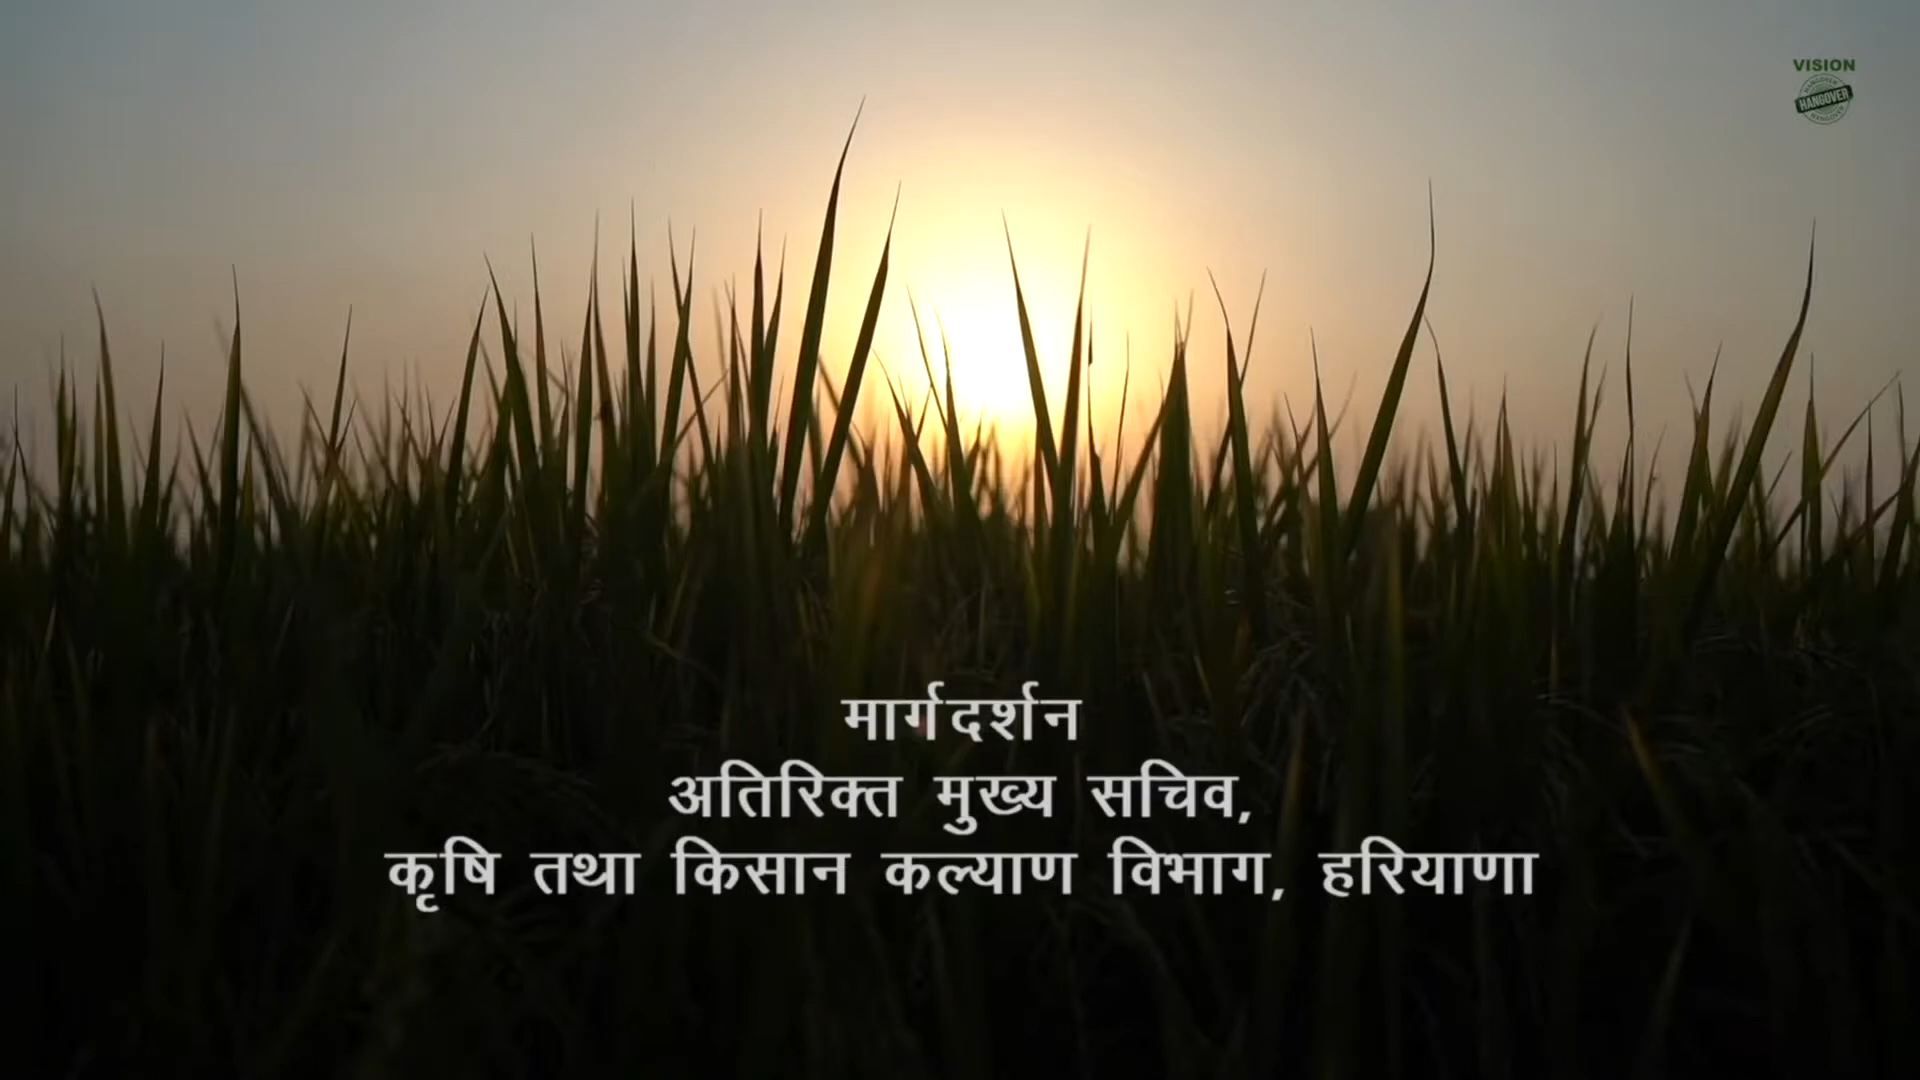 VISION
HANGOVER
मार्गदर्शन
अतिरिक्त मुख्य सचिव,
कृषि तथा किसान कल्याण विभाग, हरियाणा